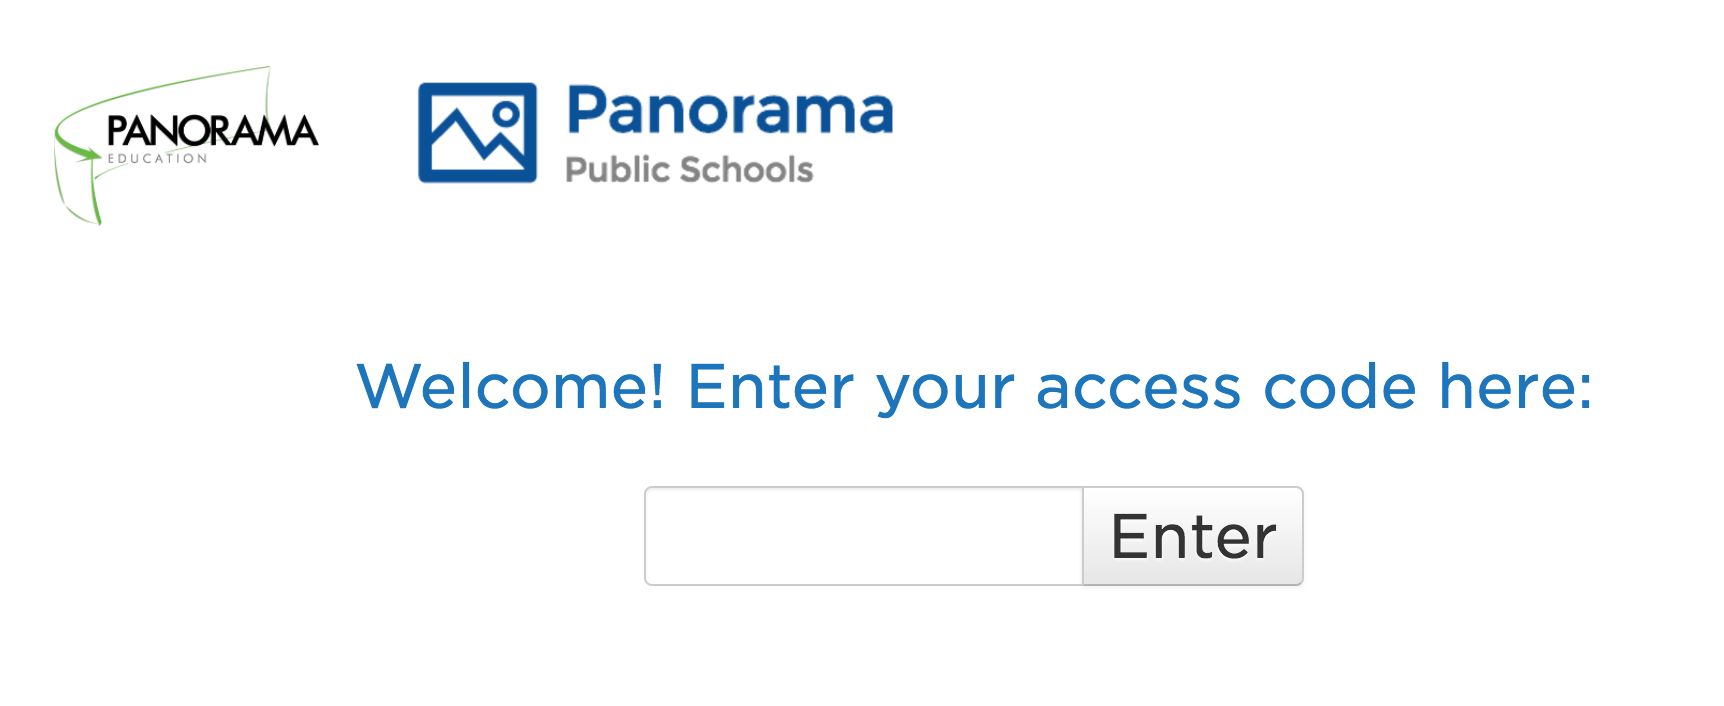 PANORAMA
EDUCATION
Panorama
Public Schools
Welcome! Enter your access code here:
Enter